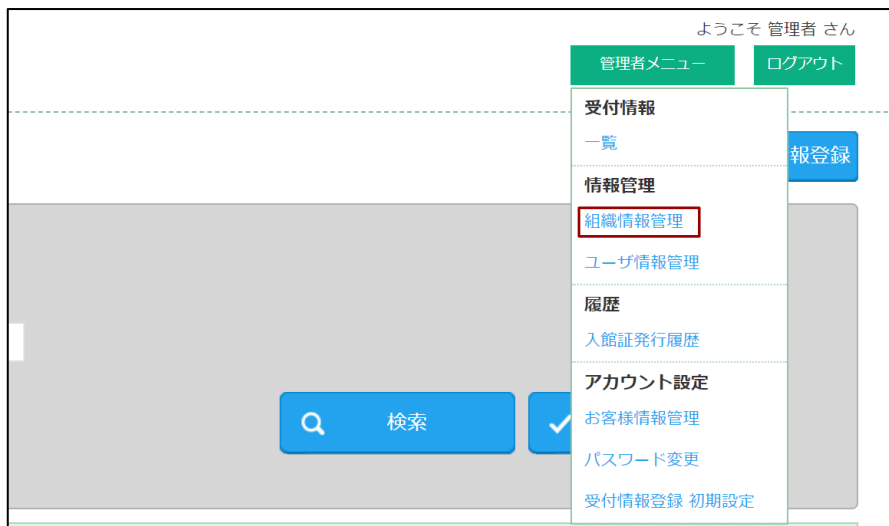 ようこそ 管理者 さん
管理者メニュー
ログアウト
受付情報
一覧
報登録
情報管理
組織情報管理
ユーザ情報管理
履歴
入館証発行履歴
アカウント設定
検索
お客様情報管理
パスワード変更
受付情報登録 初期設定